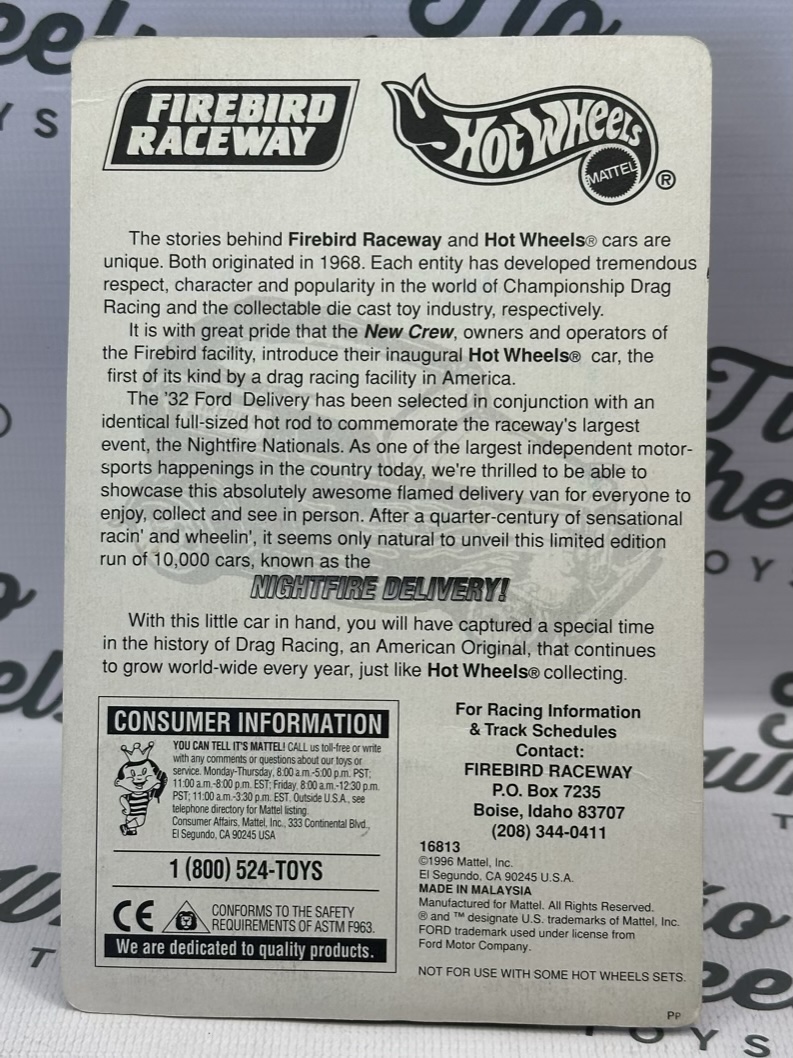 FIREBIRD
RACEWAY
HOT WHEELS
MATTEL
®
The stories behind Firebird Raceway and Hot Wheels® cars are
unique. Both originated in 1968. Each entity has developed tremendous
respect, character and popularity in the world of Championship Drag
Racing and the collectable die cast toy industry, respectively.
It is with great pride that the New Crew, owners and operators of
the Firebird facility, introduce their inaugural Hot Wheels® car, the
first of its kind by a drag racing facility in America.
The '32 Ford Delivery has been selected in conjunction with an
identical full-sized hot rod to commemorate the raceway's largest
event, the Nightfire Nationals. As one of the largest independent motor-
sports happenings in the country today, we're thrilled to be able to
showcase this absolutely awesome flamed delivery van for everyone to
enjoy, collect and see in person. After a quarter-century of sensational
racin' and wheelin', it seems only natural to unveil this limited edition
run of 10,000 cars, known as the
NIGHTFIRE DELIVERY!
With this little car in hand, you will have captured a special time
in the history of Drag Racing, an American Original, that continues
to grow world-wide every year, just like Hot Wheels® collecting.
CONSUMER INFORMATION
YOU CAN TELL IT'S MATTEL! CALL us toll-free or write
with any comments or questions about our toys or
service. Monday-Thursday, 8:00 a.m.-5:00 p.m. PST;
11:00 a.m.-8:00 p.m. EST; Friday, 8:00 a.m.-12:30 p.m.
PST; 11:00 a.m.-3:30 p.m. EST. Outside U.S.A., see
telephone directory for Mattel listing.
Consumer Affairs, Mattel, Inc., 333 Continental Blvd.,
El Segundo, CA 90245 USA
1 (800) 524-TOYS
CE
CONFORMS TO THE SAFETY
REQUIREMENTS OF ASTM F963.
We are dedicated to quality products.
For Racing Information
& Track Schedules
Contact:
FIREBIRD RACEWAY
P.O. Box 7235
Boise, Idaho 83707
(208) 344-0411
16813
©1996 Mattel, Inc.
El Segundo, CA 90245 U.S.A.
MADE IN MALAYSIA
Manufactured for Mattel. All Rights Reserved.
® and ™ designate U.S. trademarks of Mattel, Inc.
FORD trademark used under license from
Ford Motor Company.
NOT FOR USE WITH SOME HOT WHEELS SETS.
PP
TOYS